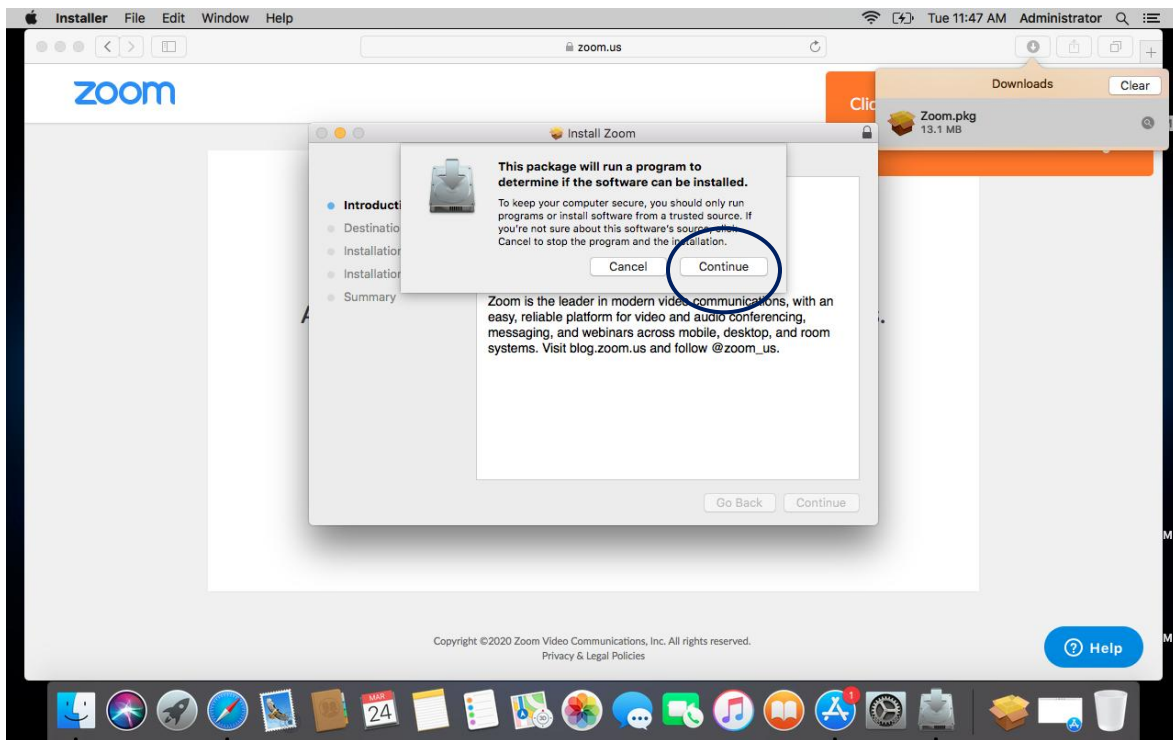 Installer File Edit Window Help
Tue 11:47 AM Administrator
zoom.us
zoom
Clic
Downloads Clear
Zoom.pkg
13.1 MB
Install Zoom
This package will run a program to
determine if the software can be installed.
To keep your computer secure, you should only run
programs or install software from a trusted source. If
you're not sure about this software's source, click
Cancel to stop the program and the installation.
Cancel Continue
Introducti
Destinatio
Installation
Installation
Summary
Zoom is the leader in modern video communications, with an
easy, reliable platform for video and audio conferencing,
messaging, and webinars across mobile, desktop, and room
systems. Visit blog.zoom.us and follow @zoom_us.
Go Back Continue
Copyright ©2020 Zoom Video Communications, Inc. All rights reserved.
Privacy & Legal Policies
Help
MAR
24
1